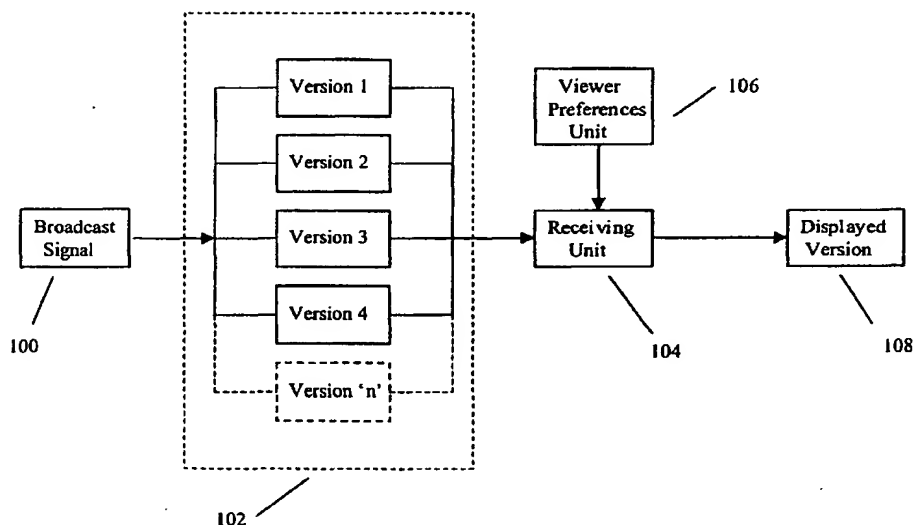 Version 1
Viewer
Preferences
Unit
106
Version 2
Broadcast
Signal
Version 3
Receiving
Unit
Displayed
Version
Version 4
100
104
108
Version ‘n’
102